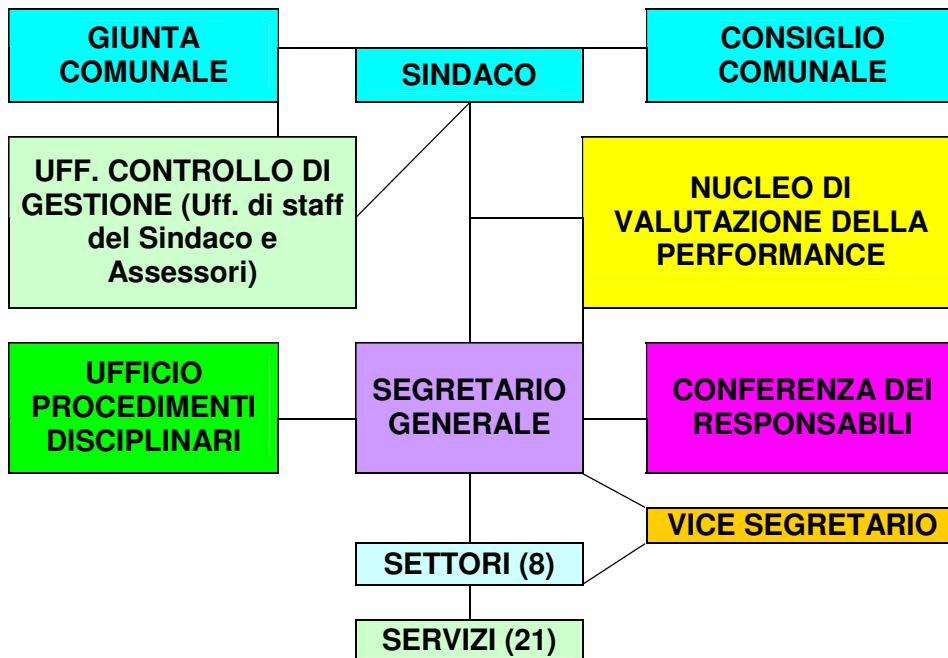 GIUNTA
COMUNALE
SINDACO
CONSIGLIO
COMUNALE
UFF. CONTROLLO DI
GESTIONE (Uff. di staff
del Sindaco e
Assessori)
NUCLEO DI
VALUTAZIONE DELLA
PERFORMANCE
UFFICIO
PROCEDIMENTI
DISCIPLINARI
SEGRETARIO
GENERALE
CONFERENZA DEI
RESPONSABILI
VICE SEGRETARIO
SETTORI (8)
SERVIZI (21)